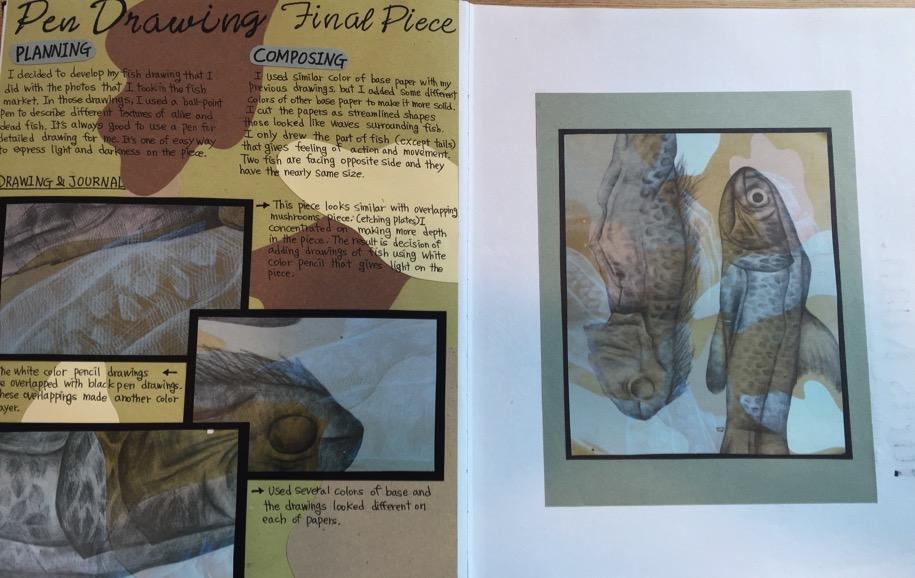 Pen Drawing Final Piece
PLANNING
I decided to develop my fish drawing that I
did with the photos that I took in the fish
market. In those drawings, I used a ball-point
pen to describe different textures of alive and
dead fish. It's always good to use a pen for
detailed drawing for me. It's one of easy way
to epress light and darkness on the piece.
COMPOSING
I used similar color of base paper with my
previous drawings, but I added some different
colors of other base paper to make it more solid.
I cut the papers as streamlined shapes
those looked like waves surrounding fish.
I only drew the part of fish (except tails)
that gives feeling of action and movement.
Two fish are facing opposite side and they
have the nearly same size.
DRAWING & JOURNAL
→ This piece looks similar with overlapping
mushrooms piece. (etching plates) I
concentrated on making more depth
in the piece. The result is decision of
adding drawings of fish using white
color pencil that gives light on the
piece.
he white color pencil drawings ←
e overlapped with black pen drawings.
hese overlappings made another color
ayer.
→ Used several colors of base and
the drawings looked different on
each of papers.